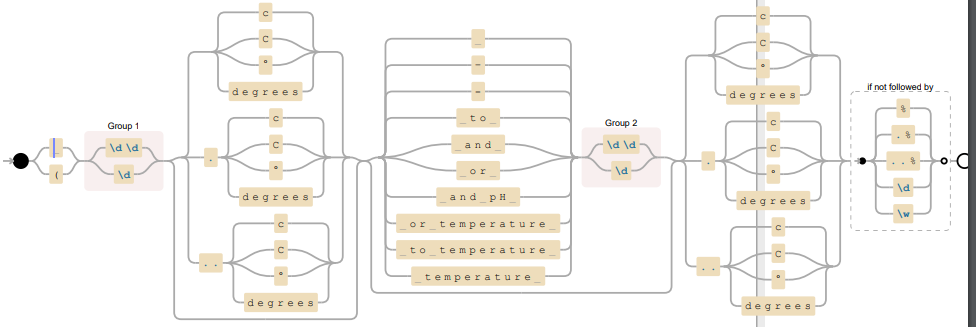 c
C
°
degrees
Group 1
_
(
\d\d
\d
.
c
C
°
degrees
..
c
C
°
degrees
_
–
-
_to_
_and_
_or_
_and_pH_
_or_temperature_
_to_temperature_
_temperature_
Group 2
\d\d
\d
c
C
°
degrees
.
c
C
°
degrees
..
c
C
°
degrees
if not followed by
%
.%
..%
\d
\w